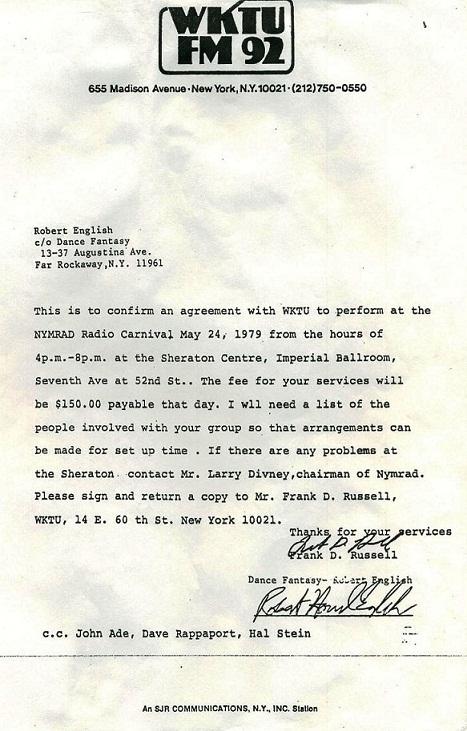 WKTU
FM 92
655 Madison Avenue·New York, N.Y. 10021·(212)750-0550
Robert English
c/o Dance Fantasy
13-37 Augustina Ave.
Far Rockaway,N.Y. 11961
This is to confirm an agreement with WKTU to perform at the
NYMRAD Radio Carnival May 24, 1979 from the hours of
4p.m.-8p.m. at the Sheraton Centre, Imperial Ballroom,
Seventh Ave at 52nd St.. The fee for your services will
be $150.00 payable that day. I wll need a list of the
people involved with your group so that arrangements can
be made for set up time . If there are any problems at
the Sheraton contact Mr. Larry Divney,chairman of Nymrad.
Please sign and return a copy to Mr. Frank D. Russell,
WKTU, 14 E. 60 th St. New York 10021.
Thanks for your services
Frank D. Russell
Dance Fantasy- Robert English
c.c. John Ade, Dave Rappaport, Hal Stein
An SJR COMMUNICATIONS, N.Y., INC. Station